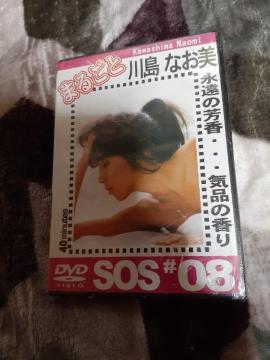 Kawashima Naomi
まるごと 川島 なお美
永遠の芳香・・・気品の香り
40 minutes
DVD
VIDEO
SOS #08